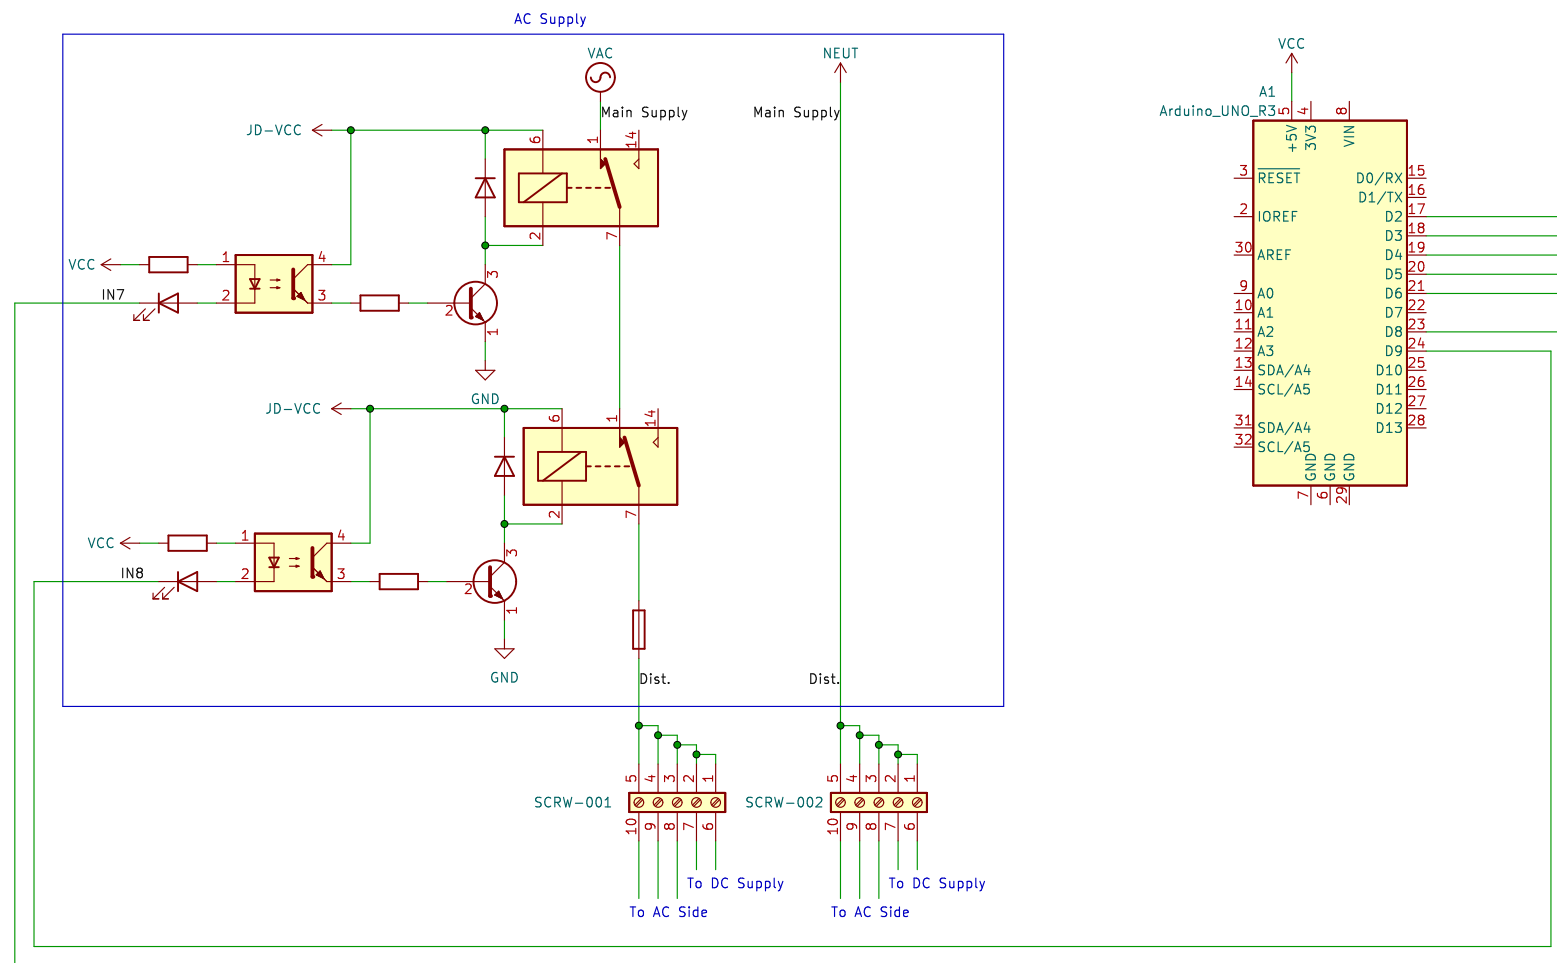 AC Supply
VAC
NEUT
Main Supply
Main Supply
JD-VCC
6
1
14
2
7
VCC
1
4
IN7
2
3
3
2
1
GND
JD-VCC
6
1
14
2
7
VCC
1
4
IN8
2
3
3
2
1
GND
Dist.
Dist.
5
4
3
2
1
SCRW-001
10
9
8
7
6
To DC Supply
To AC Side
5
4
3
2
1
SCRW-002
10
9
8
7
6
To DC Supply
To AC Side
VCC
A1
Arduino_UNO_R3
5
4
8
+5V
3V3
VIN
3
RESET
2
IOREF
30
AREF
9
A0
10
A1
11
A2
12
A3
13
SDA/A4
14
SCL/A5
31
SDA/A4
32
SCL/A5
D0/RX
15
D1/TX
16
D2
17
D3
18
D4
19
D5
20
D6
21
D7
22
D8
23
D9
24
D10
25
D11
26
D12
27
D13
28
GND
GND
GND
7
6
29